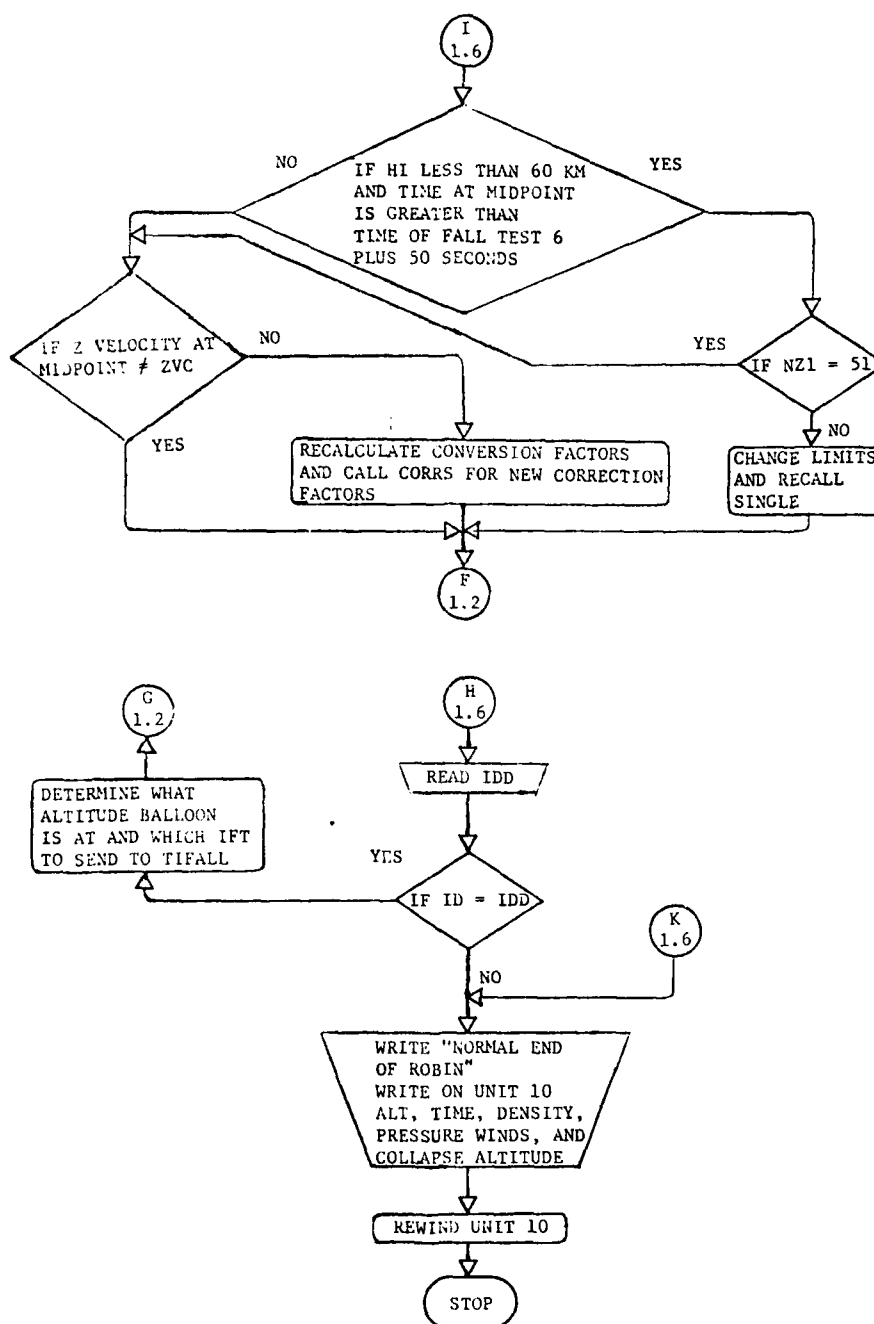 I
1.6
NO
YES
IF HI LESS THAN 60 KM
AND TIME AT MIDPOINT
IS GREATER THAN
TIME OF FALL TEST 6
PLUS 50 SECONDS
IF Z VELOCITY AT
MIDPOINT ≠ ZVC
NO
YES
YES
IF NZ1 = 51
NO
RECALCULATE CONVERSION FACTORS
AND CALL CORRS FOR NEW CORRECTION
FACTORS
CHANGE LIMITS
AND RECALL
SINGLE
F
1.2
G
1.2
H
1.6
READ IDD
DETERMINE WHAT
ALTITUDE BALLOON
IS AT AND WHICH IFT
TO SEND TO TIFALL
YES
IF ID = IDD
K
1.6
NO
WRITE "NORMAL END
OF ROBIN"
WRITE ON UNIT 10
ALT, TIME, DENSITY,
PRESSURE WINDS, AND
COLLAPSE ALTITUDE
REWIND UNIT 10
STOP